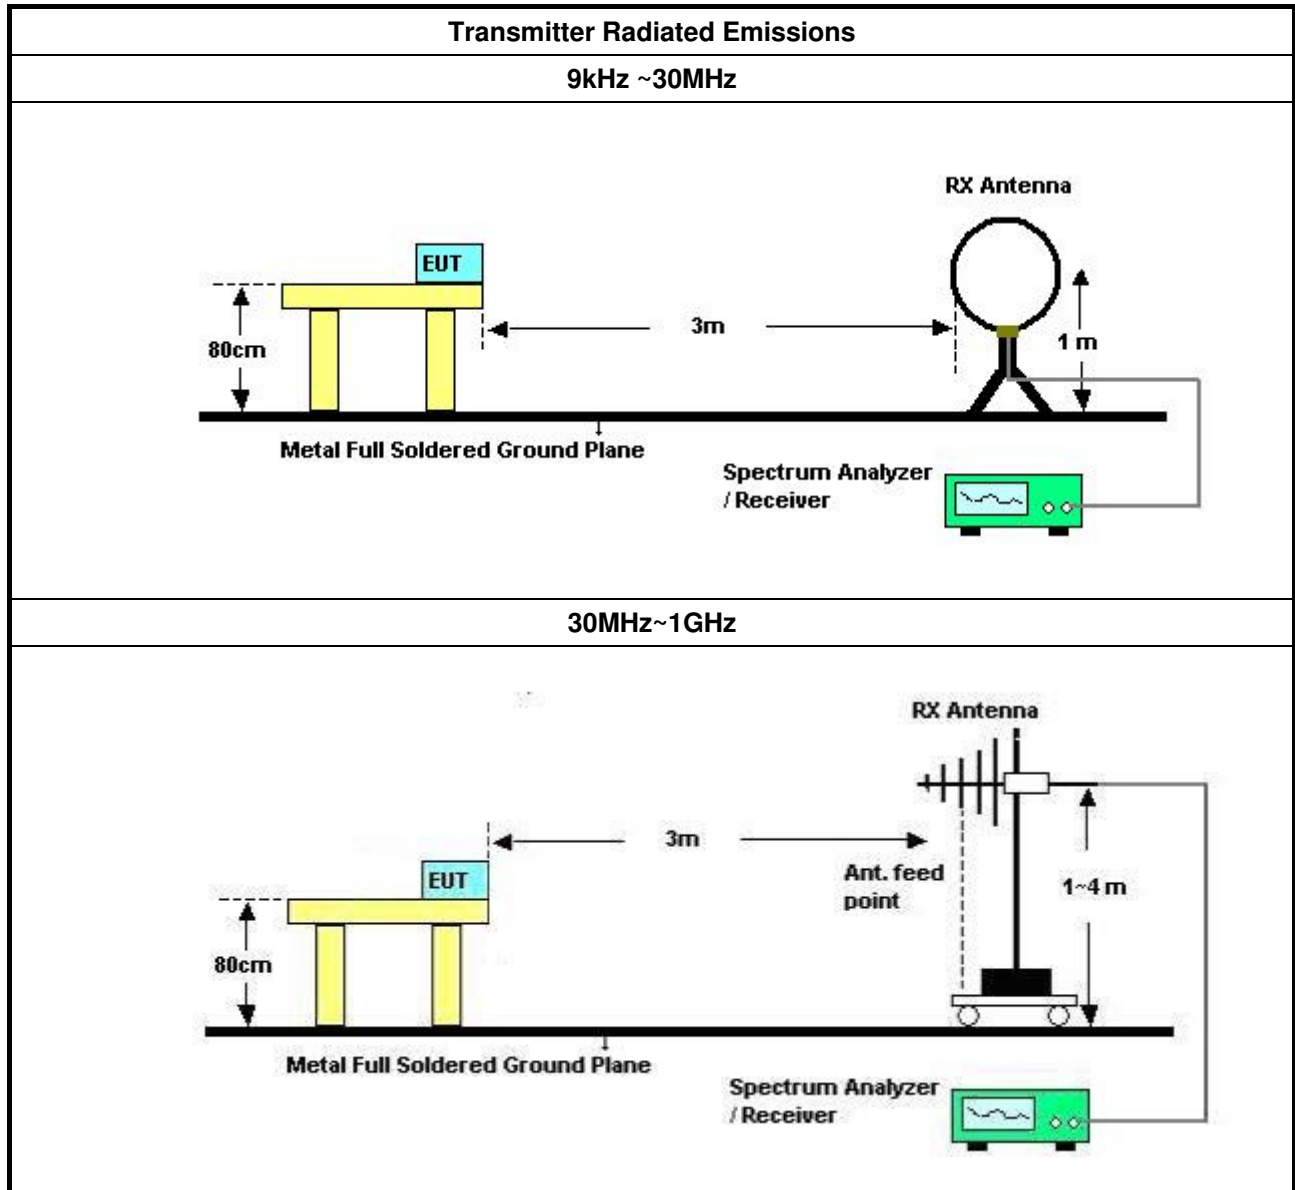 Transmitter Radiated Emissions
9kHz ~30MHz
RX Antenna
EUT
3m
80cm
1 m
Metal Full Soldered Ground Plane
Spectrum Analyzer
/ Receiver
30MHz~1GHz
RX Antenna
3m
Ant. feed
point
EUT
1~4 m
80cm
Metal Full Soldered Ground Plane
Spectrum Analyzer
/ Receiver